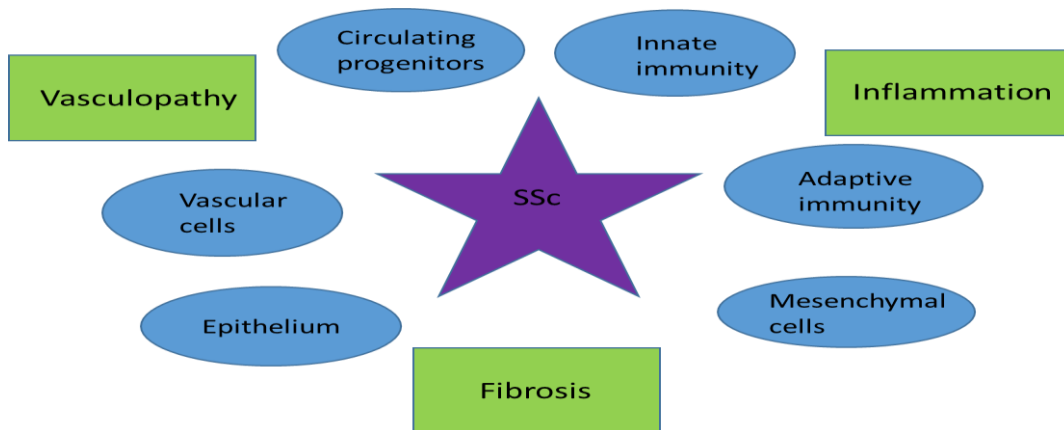 Circulating
progenitors
Innate
immunity
Vasculopathy
Inflammation
Vascular
cells
SSc
Adaptive
immunity
Epithelium
Mesenchymal
cells
Fibrosis